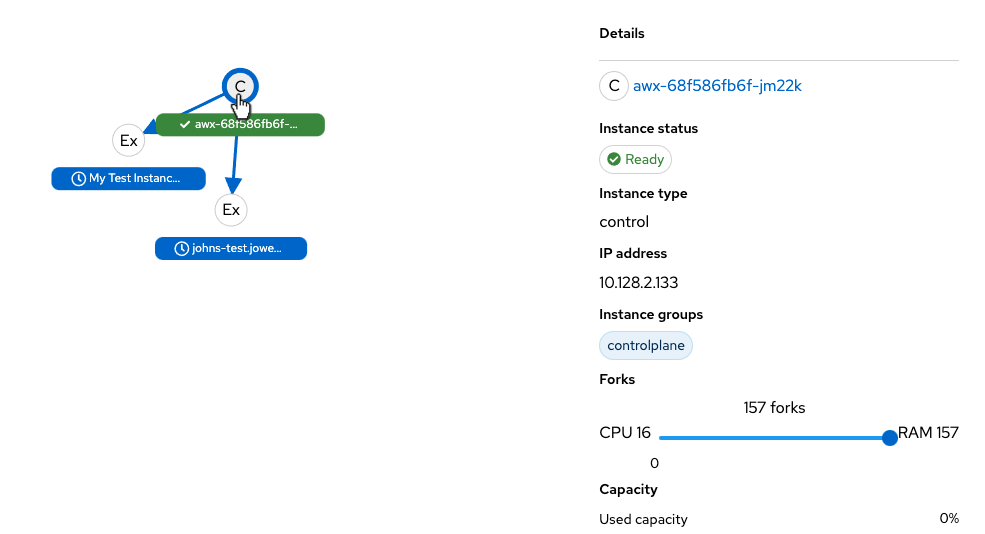 C
awx-68f586fb6f-...
Ex
My Test Instanc...
Ex
johns-test.jowe...
Details
C awx-68f586fb6f-jm22k
Instance status
Ready
Instance type
control
IP address
10.128.2.133
Instance groups
controlplane
Forks
157 forks
CPU 16 RAM 157
0
Capacity
Used capacity 0%